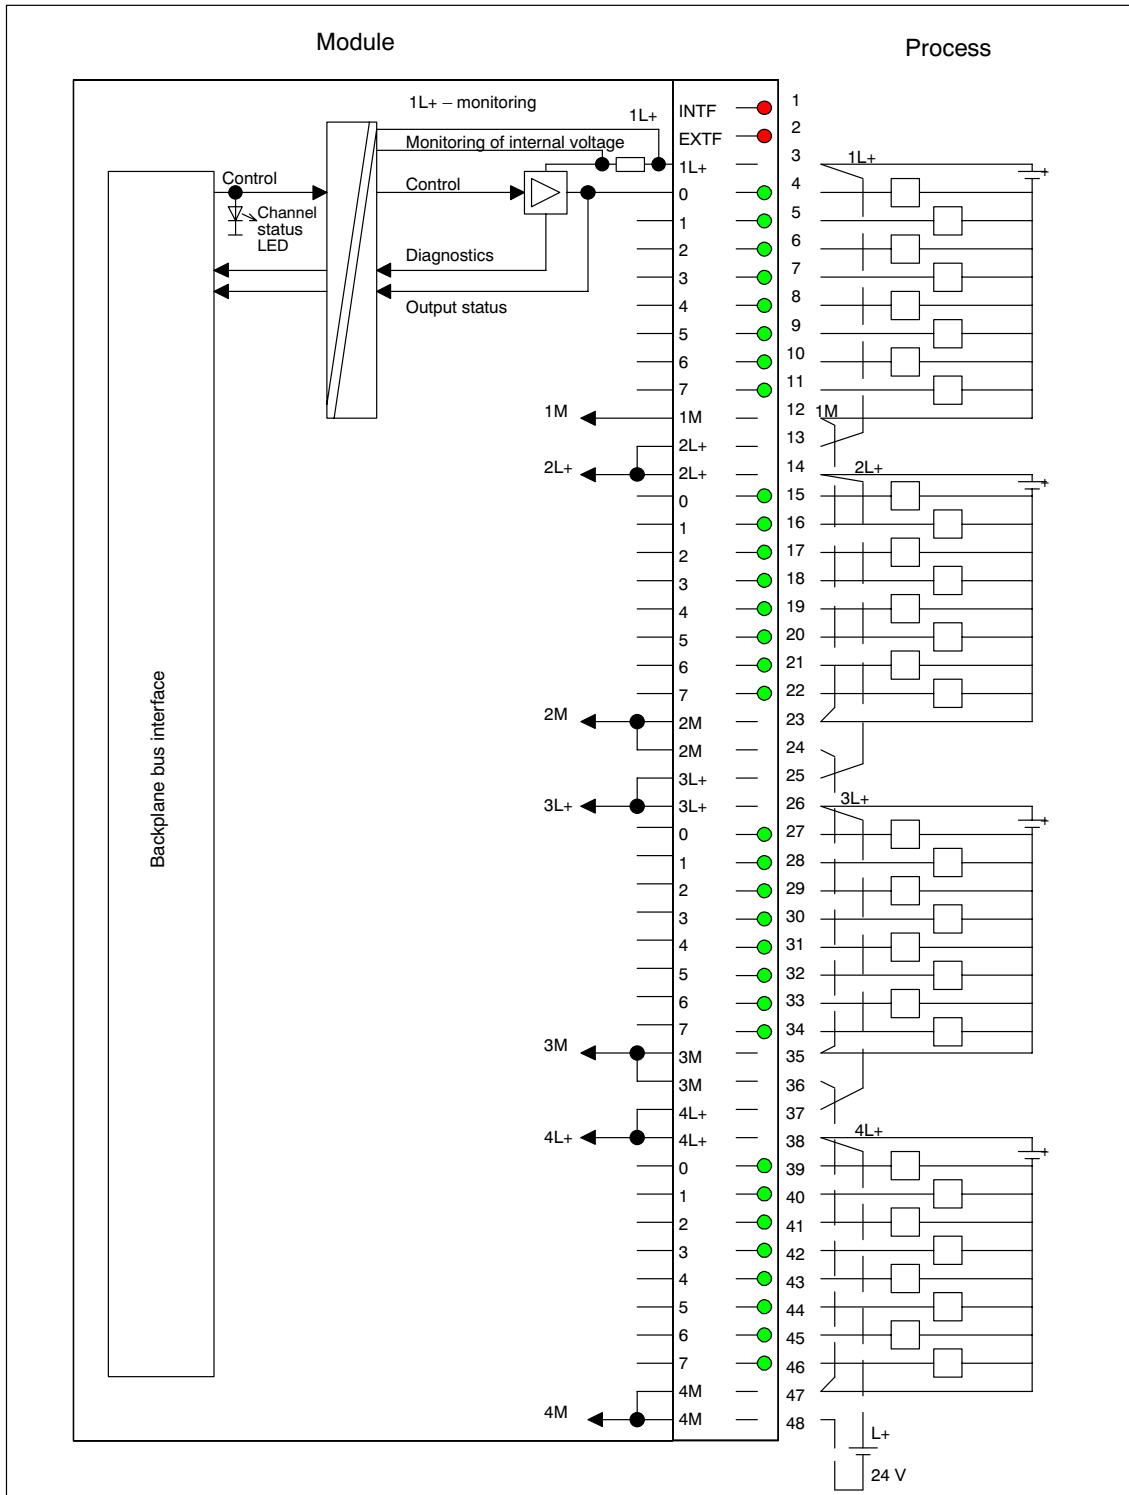 Module
Process
1L+ – monitoring
1L+
Monitoring of internal voltage
Control
Control
Channel
status
LED
Diagnostics
Output status
Backplane bus interface
INTF 1
EXTF 2
1L+ 3 1L+ +
0 4
1 5
2 6
3 7
4 8
5 9
6 10
7 11
1M 1M 12 1M
2L+ 13
2L+ 2L+ 14 2L+ +
0 15
1 16
2 17
3 18
4 19
5 20
6 21
7 22
2M 2M 23
2M 24
3L+ 25
3L+ 3L+ 26 3L+ +
0 27
1 28
2 29
3 30
4 31
5 32
6 33
7 34
3M 3M 35
3M 36
4L+ 37
4L+ 4L+ 38 4L+ +
0 39
1 40
2 41
3 42
4 43
5 44
6 45
7 46
4M 47
4M 4M 48
L+
24 V